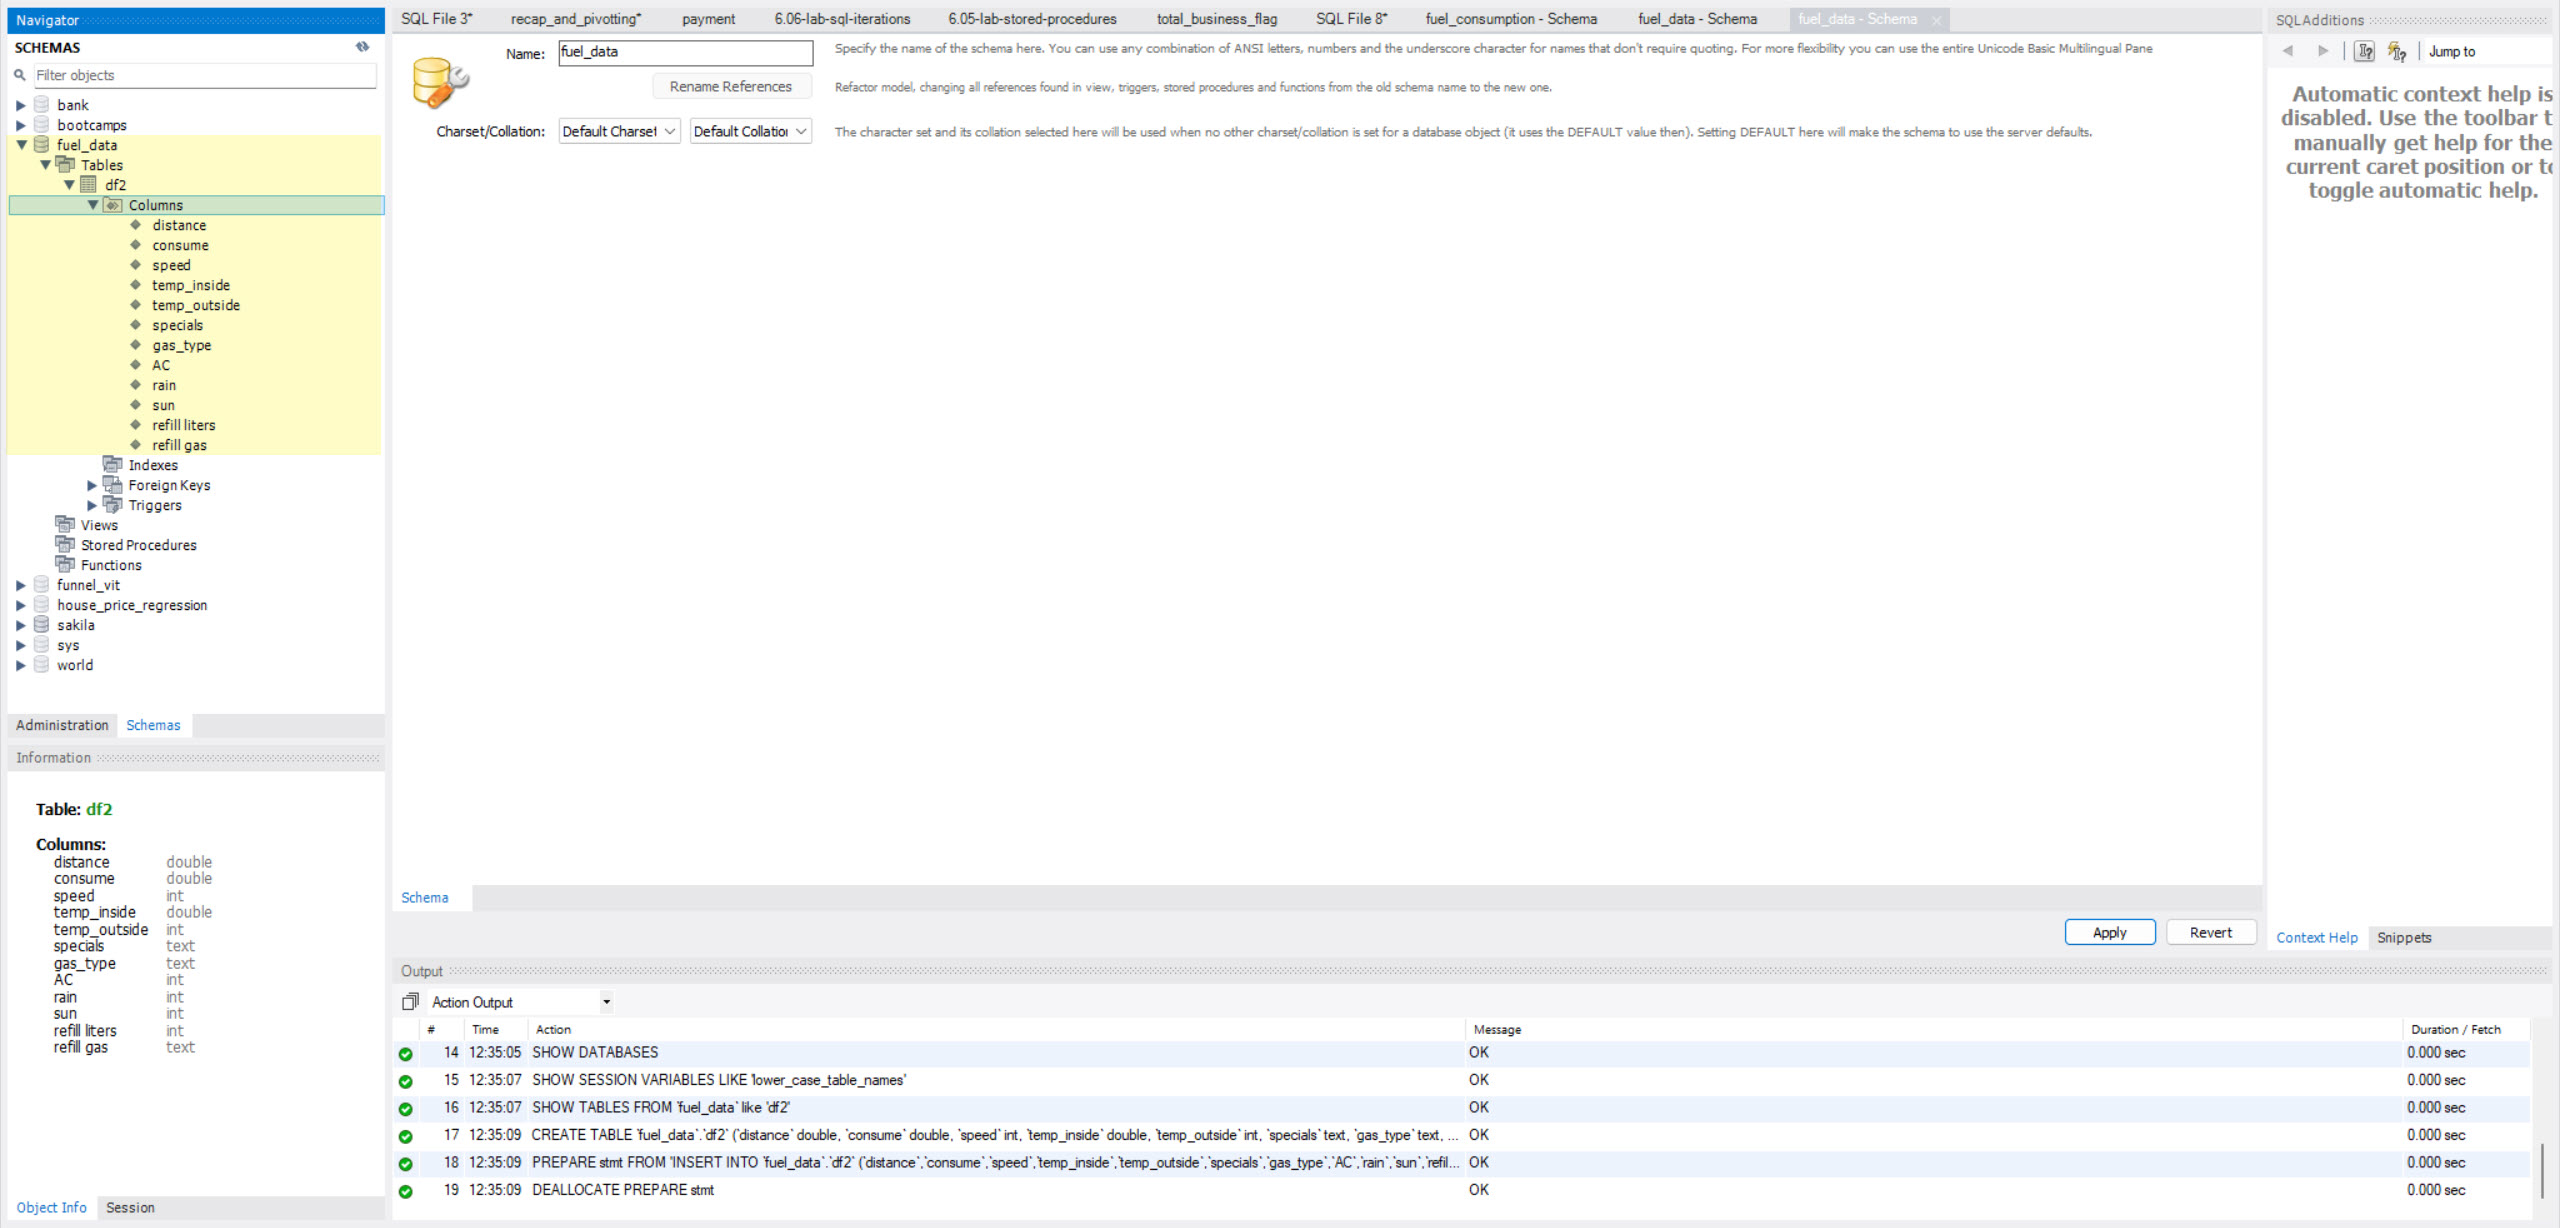 Navigator
SCHEMAS
Filter objects
bank
bootcamps
fuel_data
Tables
df2
Columns
distance
consume
speed
temp_inside
temp_outside
specials
gas_type
AC
rain
sun
refill liters
refill gas
Indexes
Foreign Keys
Triggers
Views
Stored Procedures
Functions
funnel_vit
house_price_regression
sakila
sys
world
Administration Schemas
Information
Table: df2
Columns:
distance double
consume double
speed int
temp_inside double
temp_outside int
specials text
gas_type text
AC int
rain int
sun int
refill liters int
refill gas text
Object Info Session
SQL File 3* recap_and_pivotting* payment 6.06-lab-sql-iterations 6.05-lab-stored-procedures total_business_flag SQL File 8* fuel_consumption - Schema fuel_data - Schema fuel_data - Schema
Name: fuel_data Specify the name of the schema here. You can use any combination of ANSI letters, numbers and the underscore character for names that don't require quoting. For more flexibility you can use the entire Unicode Basic Multilingual Pane
Rename References Refactor model, changing all references found in view, triggers, stored procedures and functions from the old schema name to the new one.
Charset/Collation: Default Charset Default Collation The character set and its collation selected here will be used when no other charset/collation is set for a database object (it uses the DEFAULT value then). Setting DEFAULT here will make the schema to use the server defaults.
Schema
Apply Revert
Output
Action Output
# Time Action Message Duration / Fetch
14 12:35:05 SHOW DATABASES OK 0.000 sec
15 12:35:07 SHOW SESSION VARIABLES LIKE 'lower_case_table_names' OK 0.000 sec
16 12:35:07 SHOW TABLES FROM `fuel_data` like 'df2' OK 0.000 sec
17 12:35:09 CREATE TABLE `fuel_data`.`df2` (`distance` double, `consume` double, `speed` int, `temp_inside` double, `temp_outside` int, `specials` text, `gas_type` text, ... OK 0.000 sec
18 12:35:09 PREPARE stmt FROM 'INSERT INTO `fuel_data`.`df2` (`distance`,`consume`,`speed`,`temp_inside`,`temp_outside`,`specials`,`gas_type`,`AC`,`rain`,`sun`,`refil... OK 0.000 sec
19 12:35:09 DEALLOCATE PREPARE stmt OK 0.000 sec
SQLAdditions
Jump to
Automatic context help is
disabled. Use the toolbar t
manually get help for the
current caret position or to
toggle automatic help.
Context Help Snippets